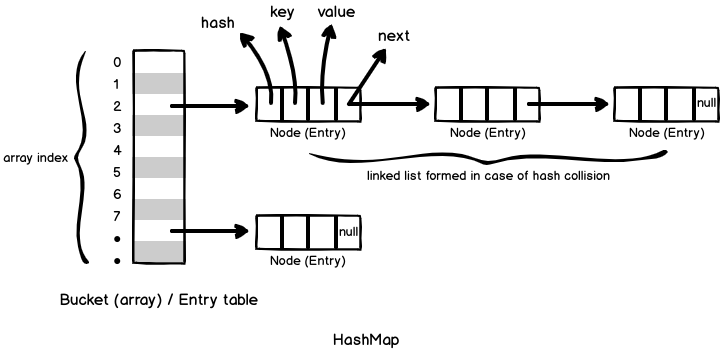 hash
key
value
next
array index
0
1
2
3
4
5
6
7
null
Node (Entry)
Node (Entry)
Node (Entry)
linked list formed in case of hash collision
null
Node (Entry)
Bucket (array) / Entry table
HashMap